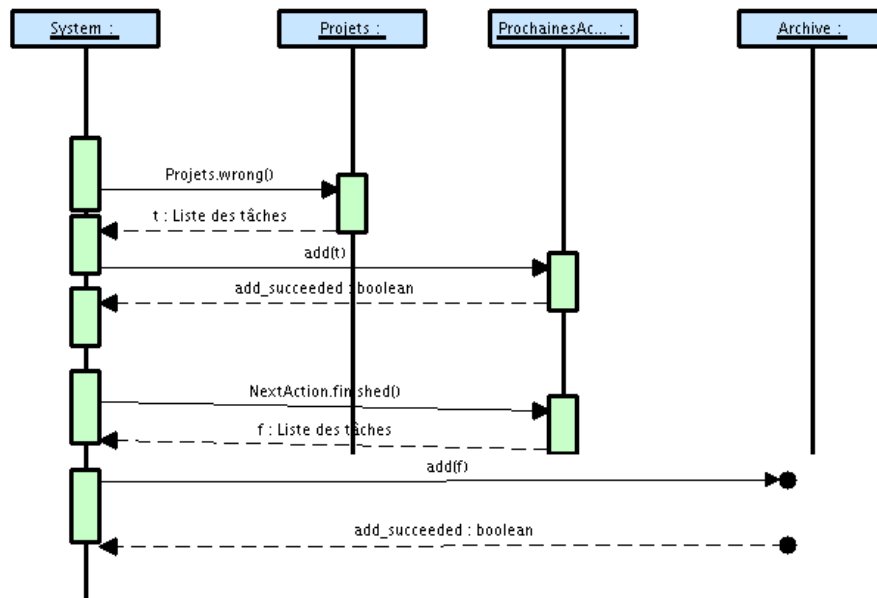 System :
Projets :
ProchainesAc... :
Archive :
Projets.wrong()
t : Liste des tâches
add(t)
add_succeeded : boolean
NextAction.finished()
f : Liste des tâches
add(f)
add_succeeded : boolean